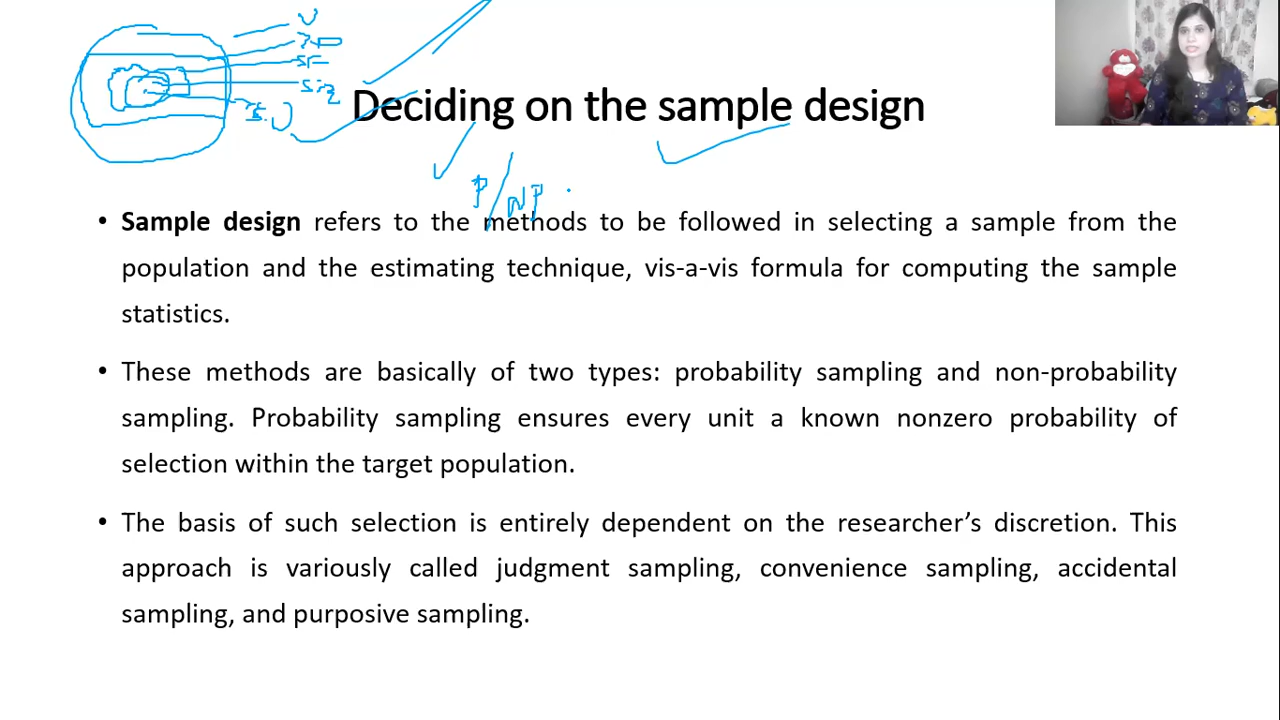 U
SF
Size
Deciding on the sample design
P/NP
• Sample design refers to the methods to be followed in selecting a sample from the
population and the estimating technique, vis-a-vis formula for computing the sample
statistics.
• These methods are basically of two types: probability sampling and non-probability
sampling. Probability sampling ensures every unit a known nonzero probability of
selection within the target population.
• The basis of such selection is entirely dependent on the researcher’s discretion. This
approach is variously called judgment sampling, convenience sampling, accidental
sampling, and purposive sampling.